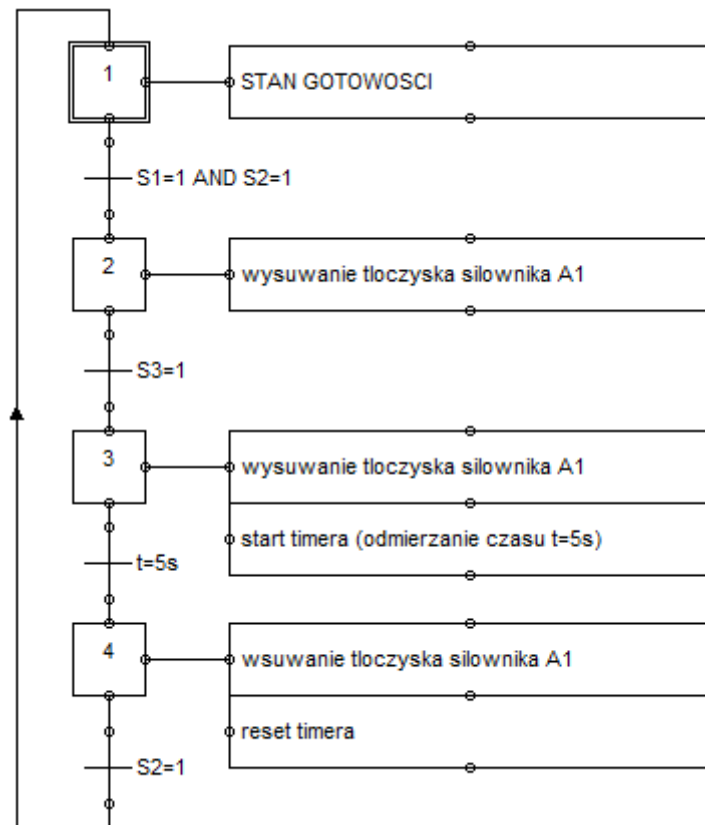 1
STAN GOTOWOSCI
S1=1 AND S2=1
2
wysuwanie tloczyska silownika A1
S3=1
3
wysuwanie tloczyska silownika A1
start timera (odmierzanie czasu t=5s)
t=5s
4
wsuwanie tloczyska silownika A1
reset timera
S2=1